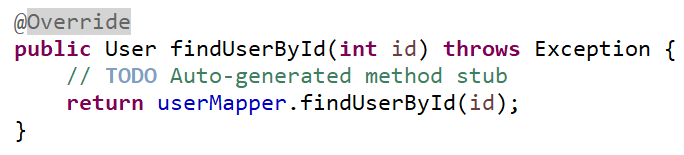 @Override
public User findUserById(int id) throws Exception {
    // TODO Auto-generated method stub
    return userMapper.findUserById(id);
}